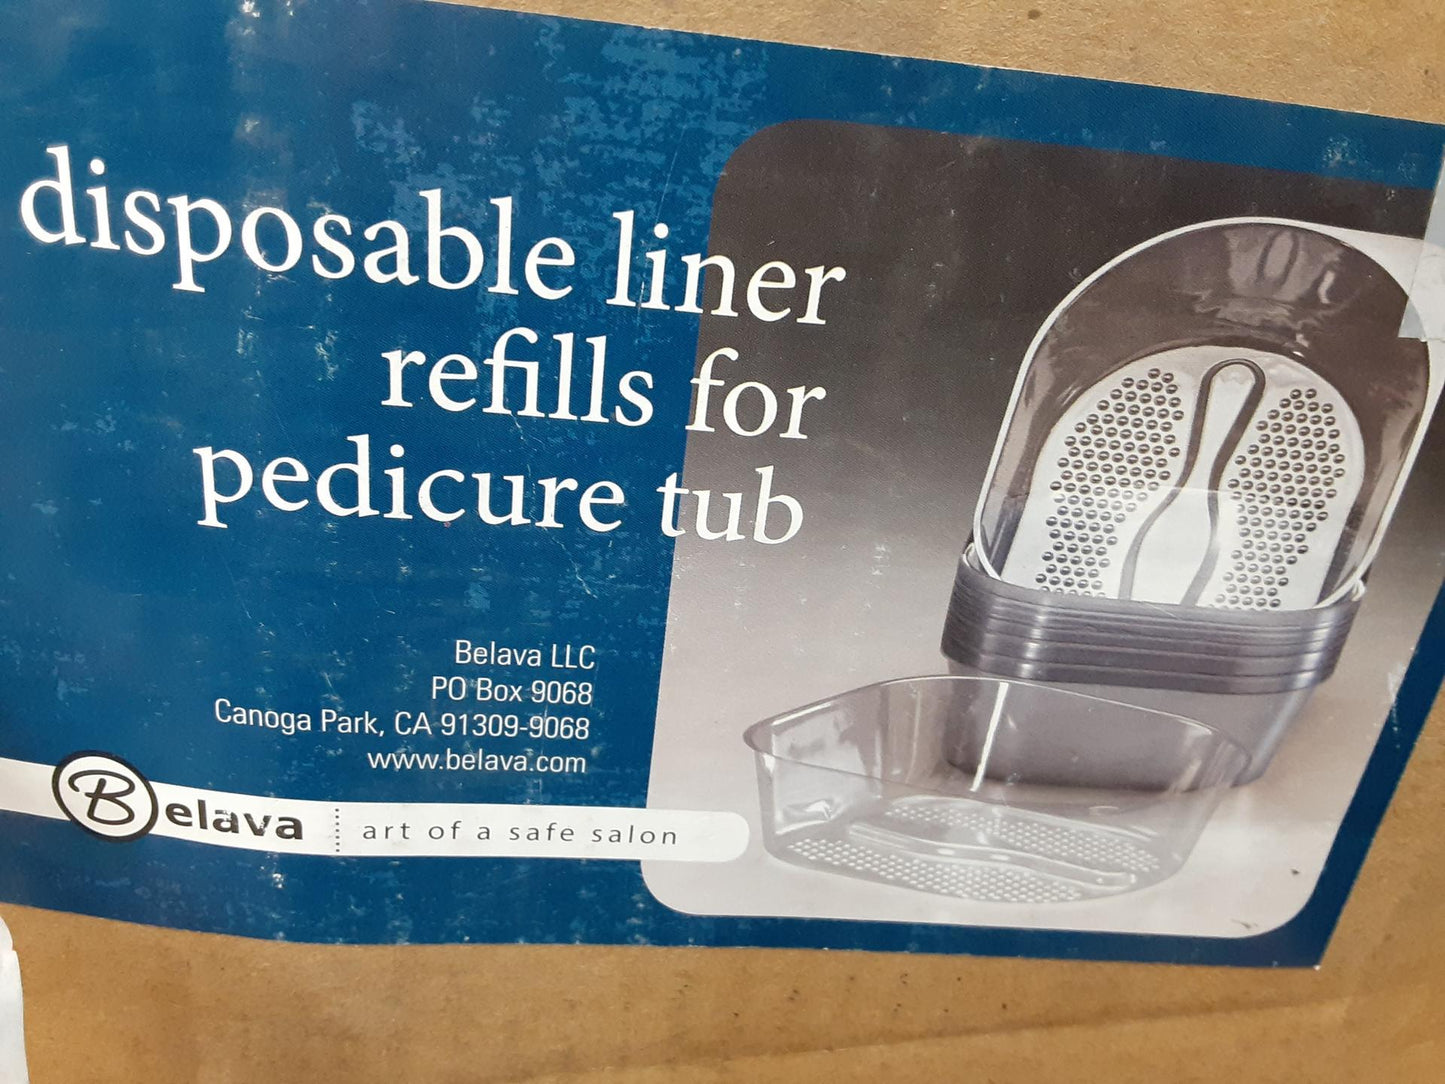 disposable liner
refills for
pedicure tub
Belava LLC
PO Box 9068
Canoga Park, CA 91309-9068
www.belava.com
Belava art of a safe salon